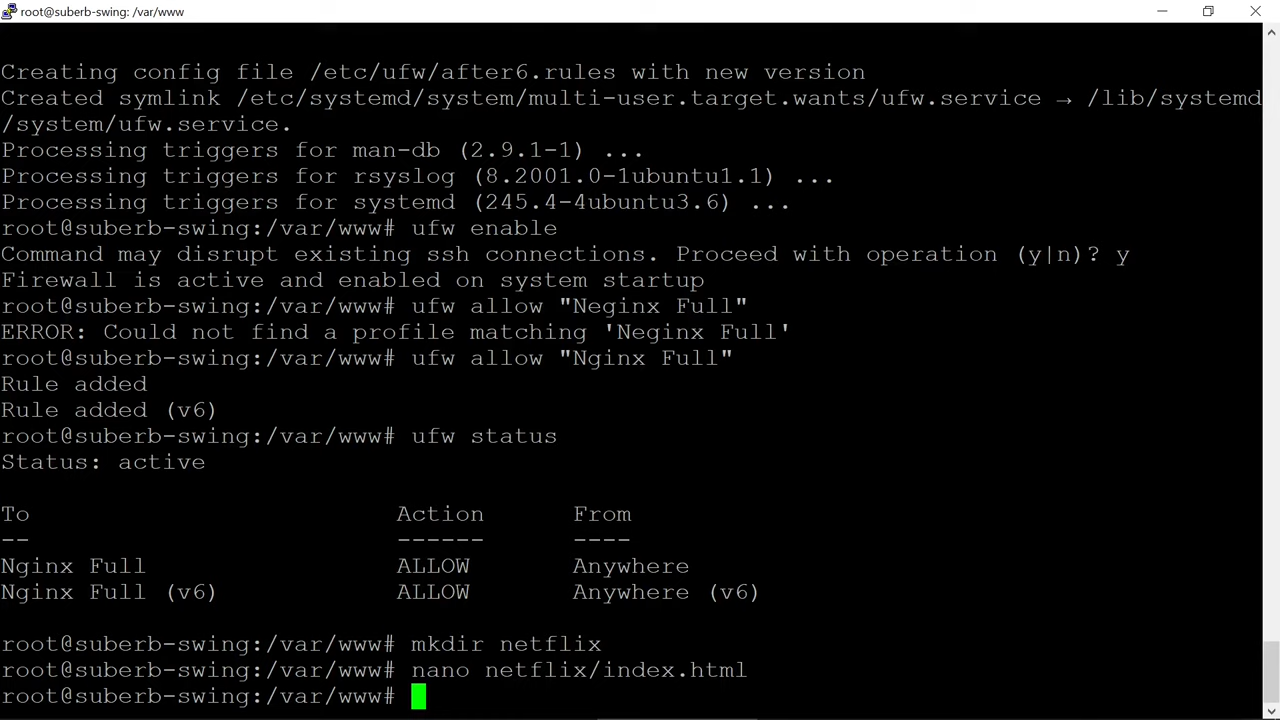 root@suberb-swing: /var/www
Creating config file /etc/ufw/after6.rules with new version
Created symlink /etc/systemd/system/multi-user.target.wants/ufw.service → /lib/systemd
/system/ufw.service.
Processing triggers for man-db (2.9.1-1) ...
Processing triggers for rsyslog (8.2001.0-1ubuntu1.1) ...
Processing triggers for systemd (245.4-4ubuntu3.6) ...
root@suberb-swing:/var/www# ufw enable
Command may disrupt existing ssh connections. Proceed with operation (y|n)? y
Firewall is active and enabled on system startup
root@suberb-swing:/var/www# ufw allow "Neginx Full"
ERROR: Could not find a profile matching 'Neginx Full'
root@suberb-swing:/var/www# ufw allow "Nginx Full"
Rule added
Rule added (v6)
root@suberb-swing:/var/www# ufw status
Status: active
To                         Action      From
--                         ------      ----
Nginx Full                 ALLOW       Anywhere
Nginx Full (v6)            ALLOW       Anywhere (v6)
root@suberb-swing:/var/www# mkdir netflix
root@suberb-swing:/var/www# nano netflix/index.html
root@suberb-swing:/var/www#